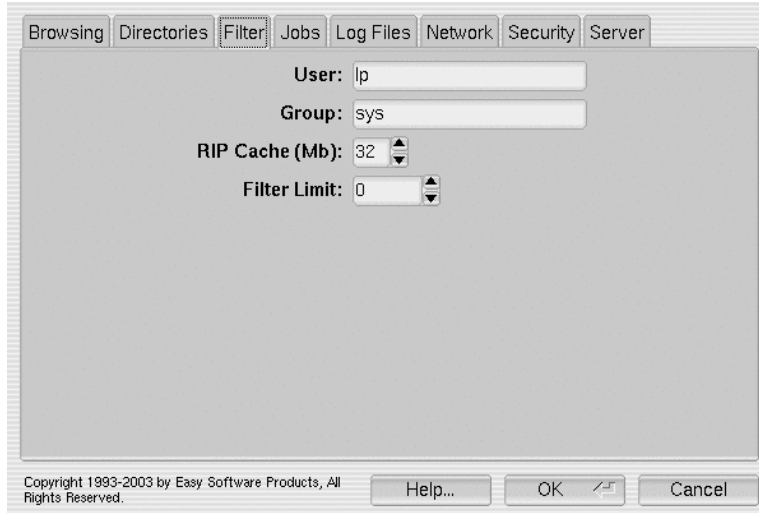 Browsing Directories Filter Jobs Log Files Network Security Server
User: lp
Group: sys
RIP Cache (Mb): 32
Filter Limit: 0
Copyright 1993-2003 by Easy Software Products, All
Rights Reserved.
Help... OK Cancel